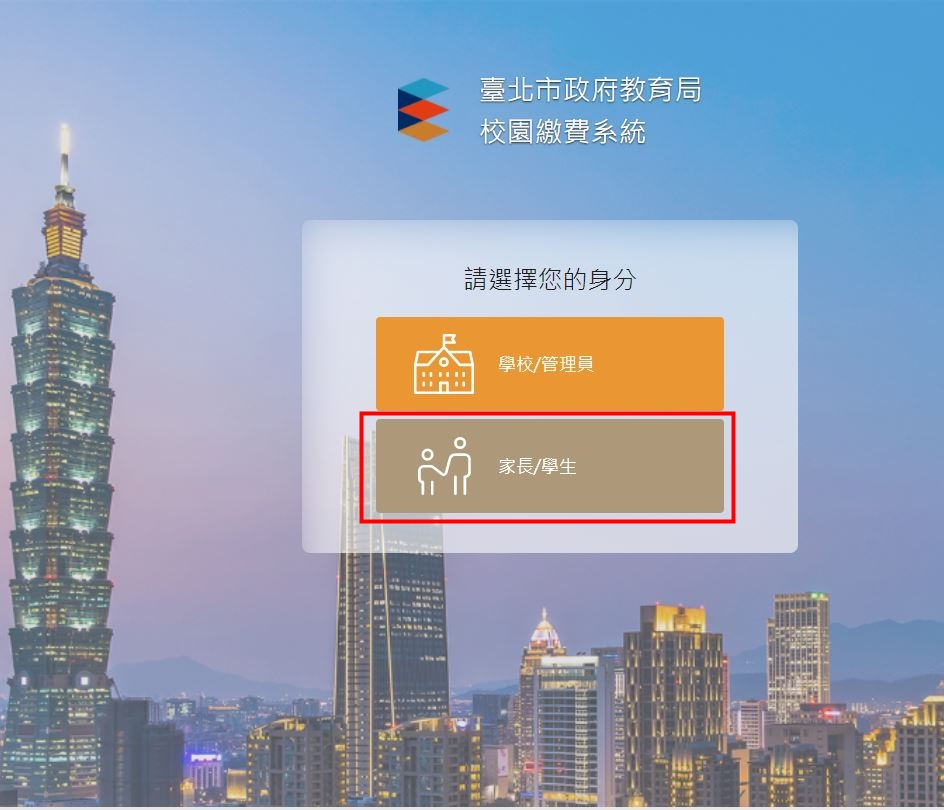 臺北市政府教育局
校園繳費系統
請選擇您的身分
學校/管理員
家長/學生